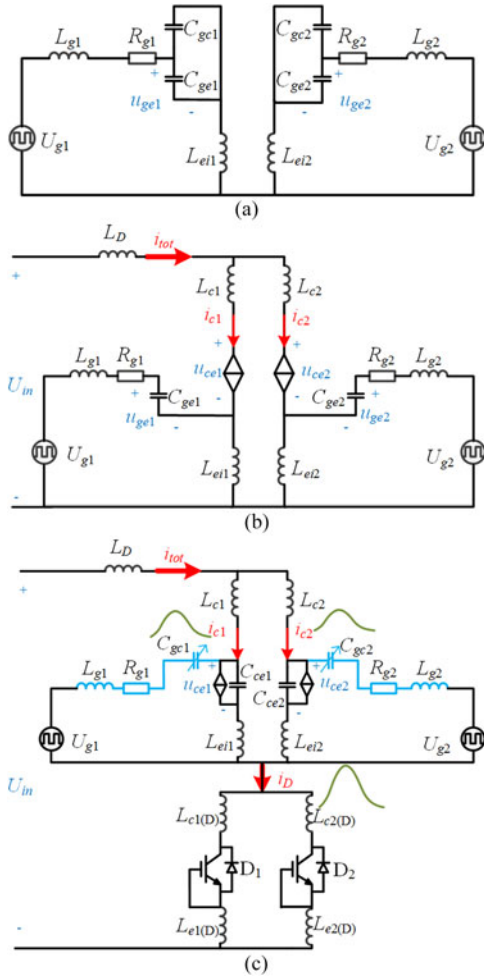 L_g1 R_g1 C_gc1 C_gc2 R_g2 L_g2
+ C_ge1 C_ge2 +
u_ge1 u_ge2
- -
U_g1 L_ei1 L_ei2 U_g2
(a)
L_D i_tot
+ L_c1 L_c2
i_c1 i_c2
+ +
L_g1 R_g1 u_ce1 u_ce2 R_g2 L_g2
U_in + C_ge1 - - C_ge2 +
u_ge1 - - u_ge2
U_g1 L_ei1 L_ei2 U_g2
-
(b)
L_D i_tot
+ L_c1 L_c2
C_gc1 i_c1 i_c2 C_gc2
L_g1 R_g1 + C_ce1 + R_g2 L_g2
u_ce1 C_ce2 u_ce2
- -
U_g1 L_ei1 L_ei2 U_g2
i_D
U_in
L_c1(D) L_c2(D)
D_1 D_2
- L_e1(D) L_e2(D)
(c)